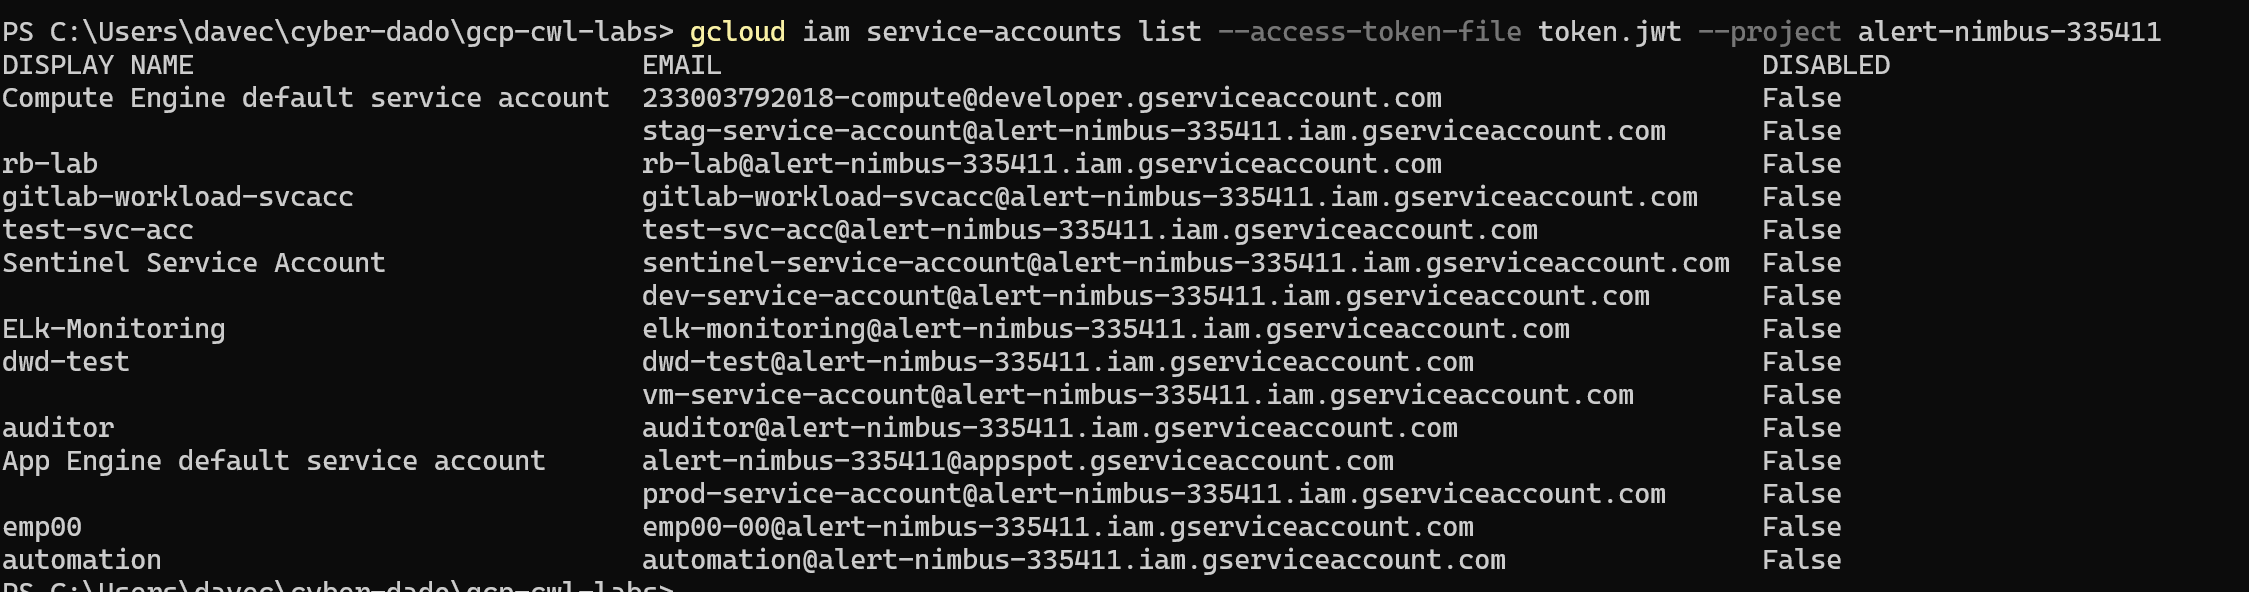 PS C:\Users\davec\cyber-dado\gcp-cwl-labs> gcloud iam service-accounts list --access-token-file token.jwt --project alert-nimbus-335411
DISPLAY NAME                            EMAIL                                                                 DISABLED
Compute Engine default service account  233003792018-compute@developer.gserviceaccount.com                    False
                                        stag-service-account@alert-nimbus-335411.iam.gserviceaccount.com      False
rb-lab                                  rb-lab@alert-nimbus-335411.iam.gserviceaccount.com                    False
gitlab-workload-svcacc                  gitlab-workload-svcacc@alert-nimbus-335411.iam.gserviceaccount.com    False
test-svc-acc                            test-svc-acc@alert-nimbus-335411.iam.gserviceaccount.com              False
Sentinel Service Account                sentinel-service-account@alert-nimbus-335411.iam.gserviceaccount.com  False
                                        dev-service-account@alert-nimbus-335411.iam.gserviceaccount.com       False
ELk-Monitoring                          elk-monitoring@alert-nimbus-335411.iam.gserviceaccount.com            False
dwd-test                                dwd-test@alert-nimbus-335411.iam.gserviceaccount.com                  False
                                        vm-service-account@alert-nimbus-335411.iam.gserviceaccount.com        False
auditor                                 auditor@alert-nimbus-335411.iam.gserviceaccount.com                   False
App Engine default service account      alert-nimbus-335411@appspot.gserviceaccount.com                       False
                                        prod-service-account@alert-nimbus-335411.iam.gserviceaccount.com      False
emp00                                   emp00-00@alert-nimbus-335411.iam.gserviceaccount.com                  False
automation                              automation@alert-nimbus-335411.iam.gserviceaccount.com                False
PS C:\Users\davec\cyber-dado\gcp-cwl-labs>